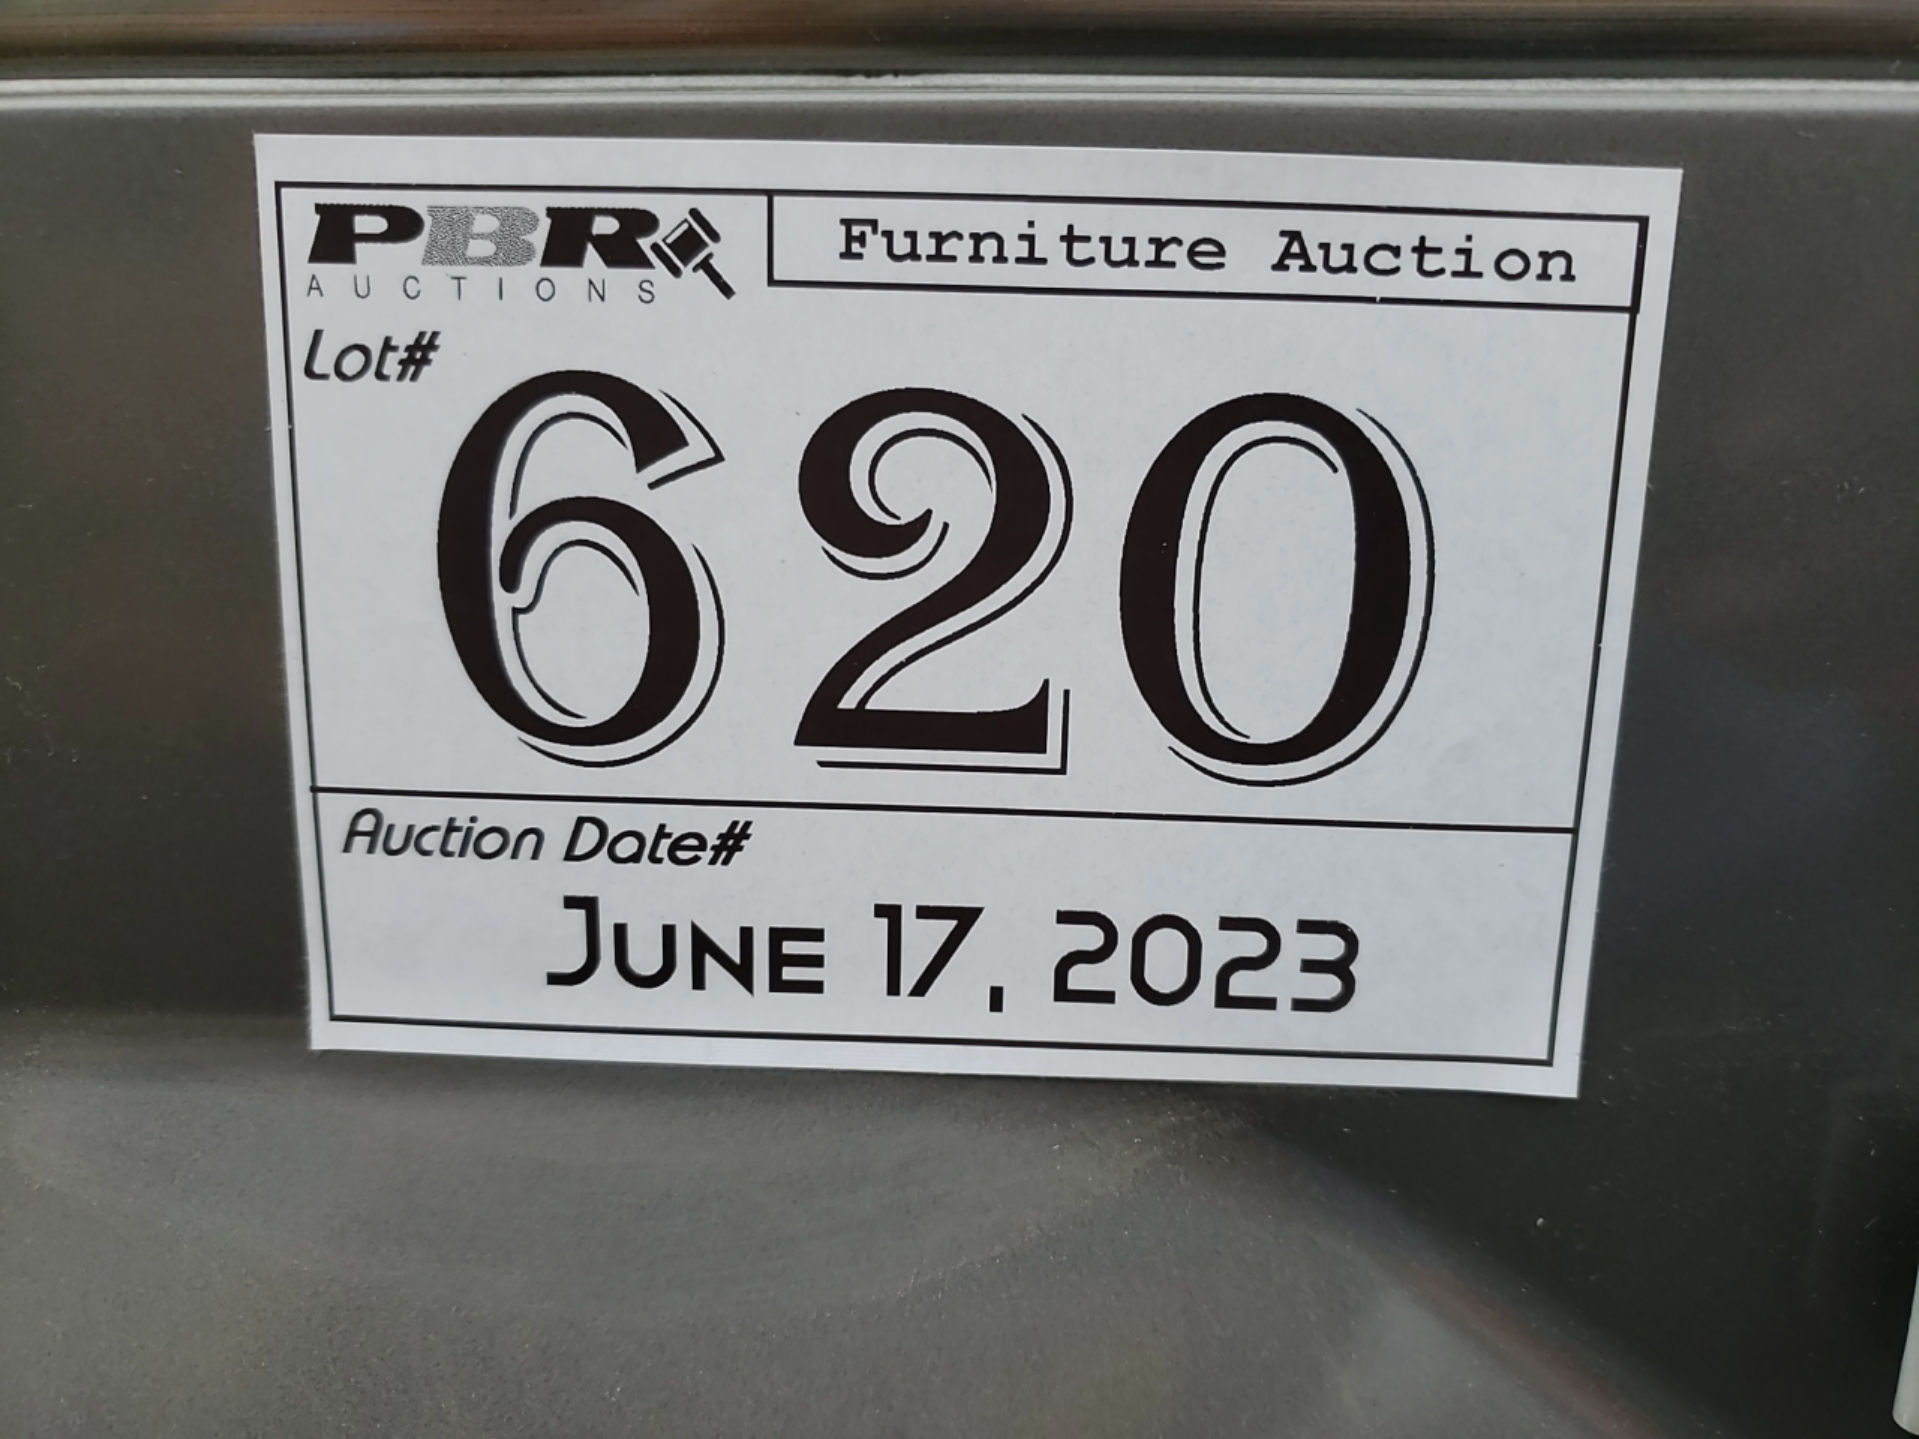 PBR
AUCTIONS
Furniture Auction
Lot#
620
Auction Date#
JUNE 17, 2023